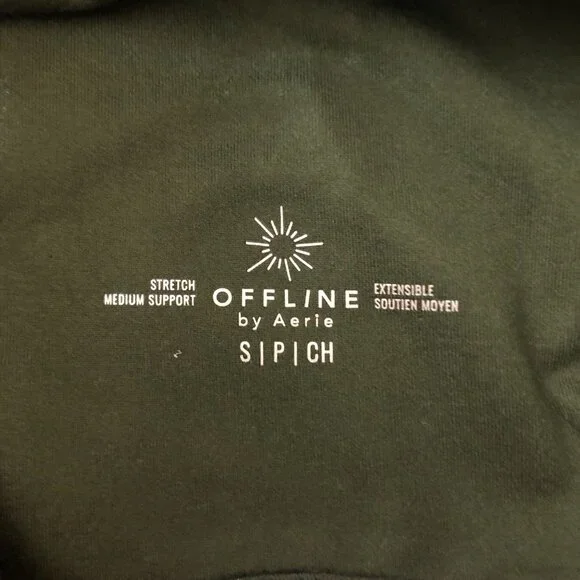 STRETCH
MEDIUM SUPPORT
OFFLINE
by Aerie
S | P | CH
EXTENSIBLE
SOUTIEN MOYEN